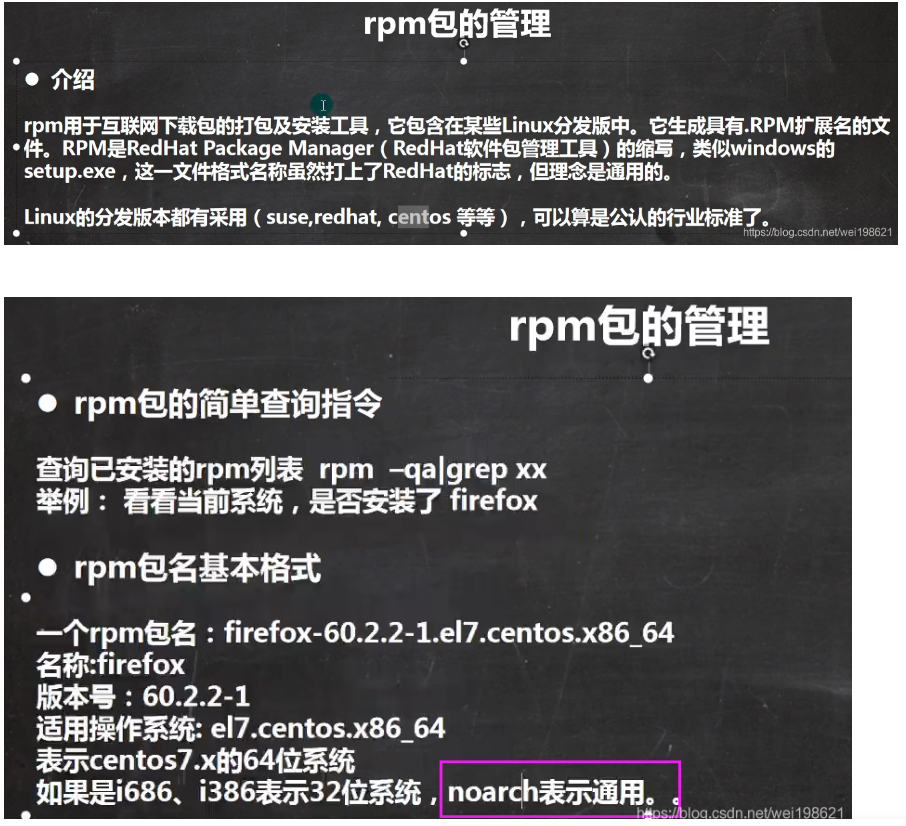 rpm包的管理
● 介绍
rpm用于互联网下载包的打包及安装工具，它包含在某些Linux分发版中。它生成具有.RPM扩展名的文
件。RPM是RedHat Package Manager（RedHat软件包管理工具）的缩写，类似windows的
setup.exe，这一文件格式名称虽然打上了RedHat的标志，但理念是通用的。
Linux的分发版本都有采用（suse,redhat, centos 等等），可以算是公认的行业标准了。
https://blog.csdn.net/wei198621
rpm包的管理
● rpm包的简单查询指令
查询已安装的rpm列表 rpm –qa|grep xx
举例： 看看当前系统，是否安装了 firefox
● rpm包名基本格式
一个rpm包名：firefox-60.2.2-1.el7.centos.x86_64
名称:firefox
版本号：60.2.2-1
适用操作系统: el7.centos.x86_64
表示centos7.x的64位系统
如果是i686、i386表示32位系统，noarch表示通用。。
https://blog.csdn.net/wei198621